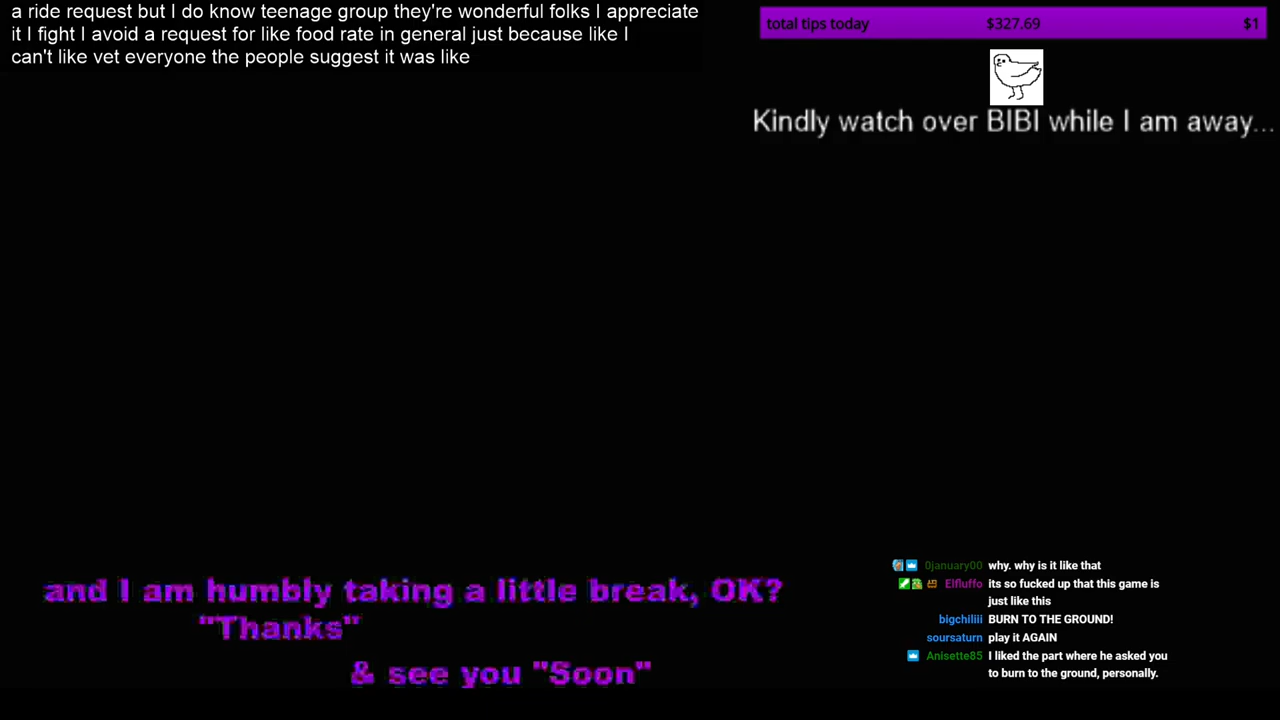 a ride request but I do know teenage group they're wonderful folks I appreciate
it I fight I avoid a request for like food rate in general just because like I
can't like vet everyone the people suggest it was like
total tips today $327.69 $1
Kindly watch over BIBI while I am away...
and I am humbly taking a little break, OK?
"Thanks"
& see you "Soon"
0january00 why. why is it like that
Elfluffo its so fucked up that this game is
just like this
bigchiliii BURN TO THE GROUND!
soursaturn play it AGAIN
Anisette85 I liked the part where he asked you
to burn to the ground, personally.